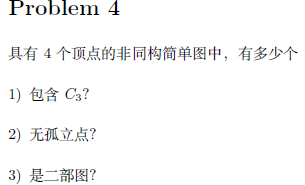 Problem 4
具有 4 个顶点的非同构简单图中，有多少个
1) 包含 C₃?
2) 无孤立点?
3) 是二部图?